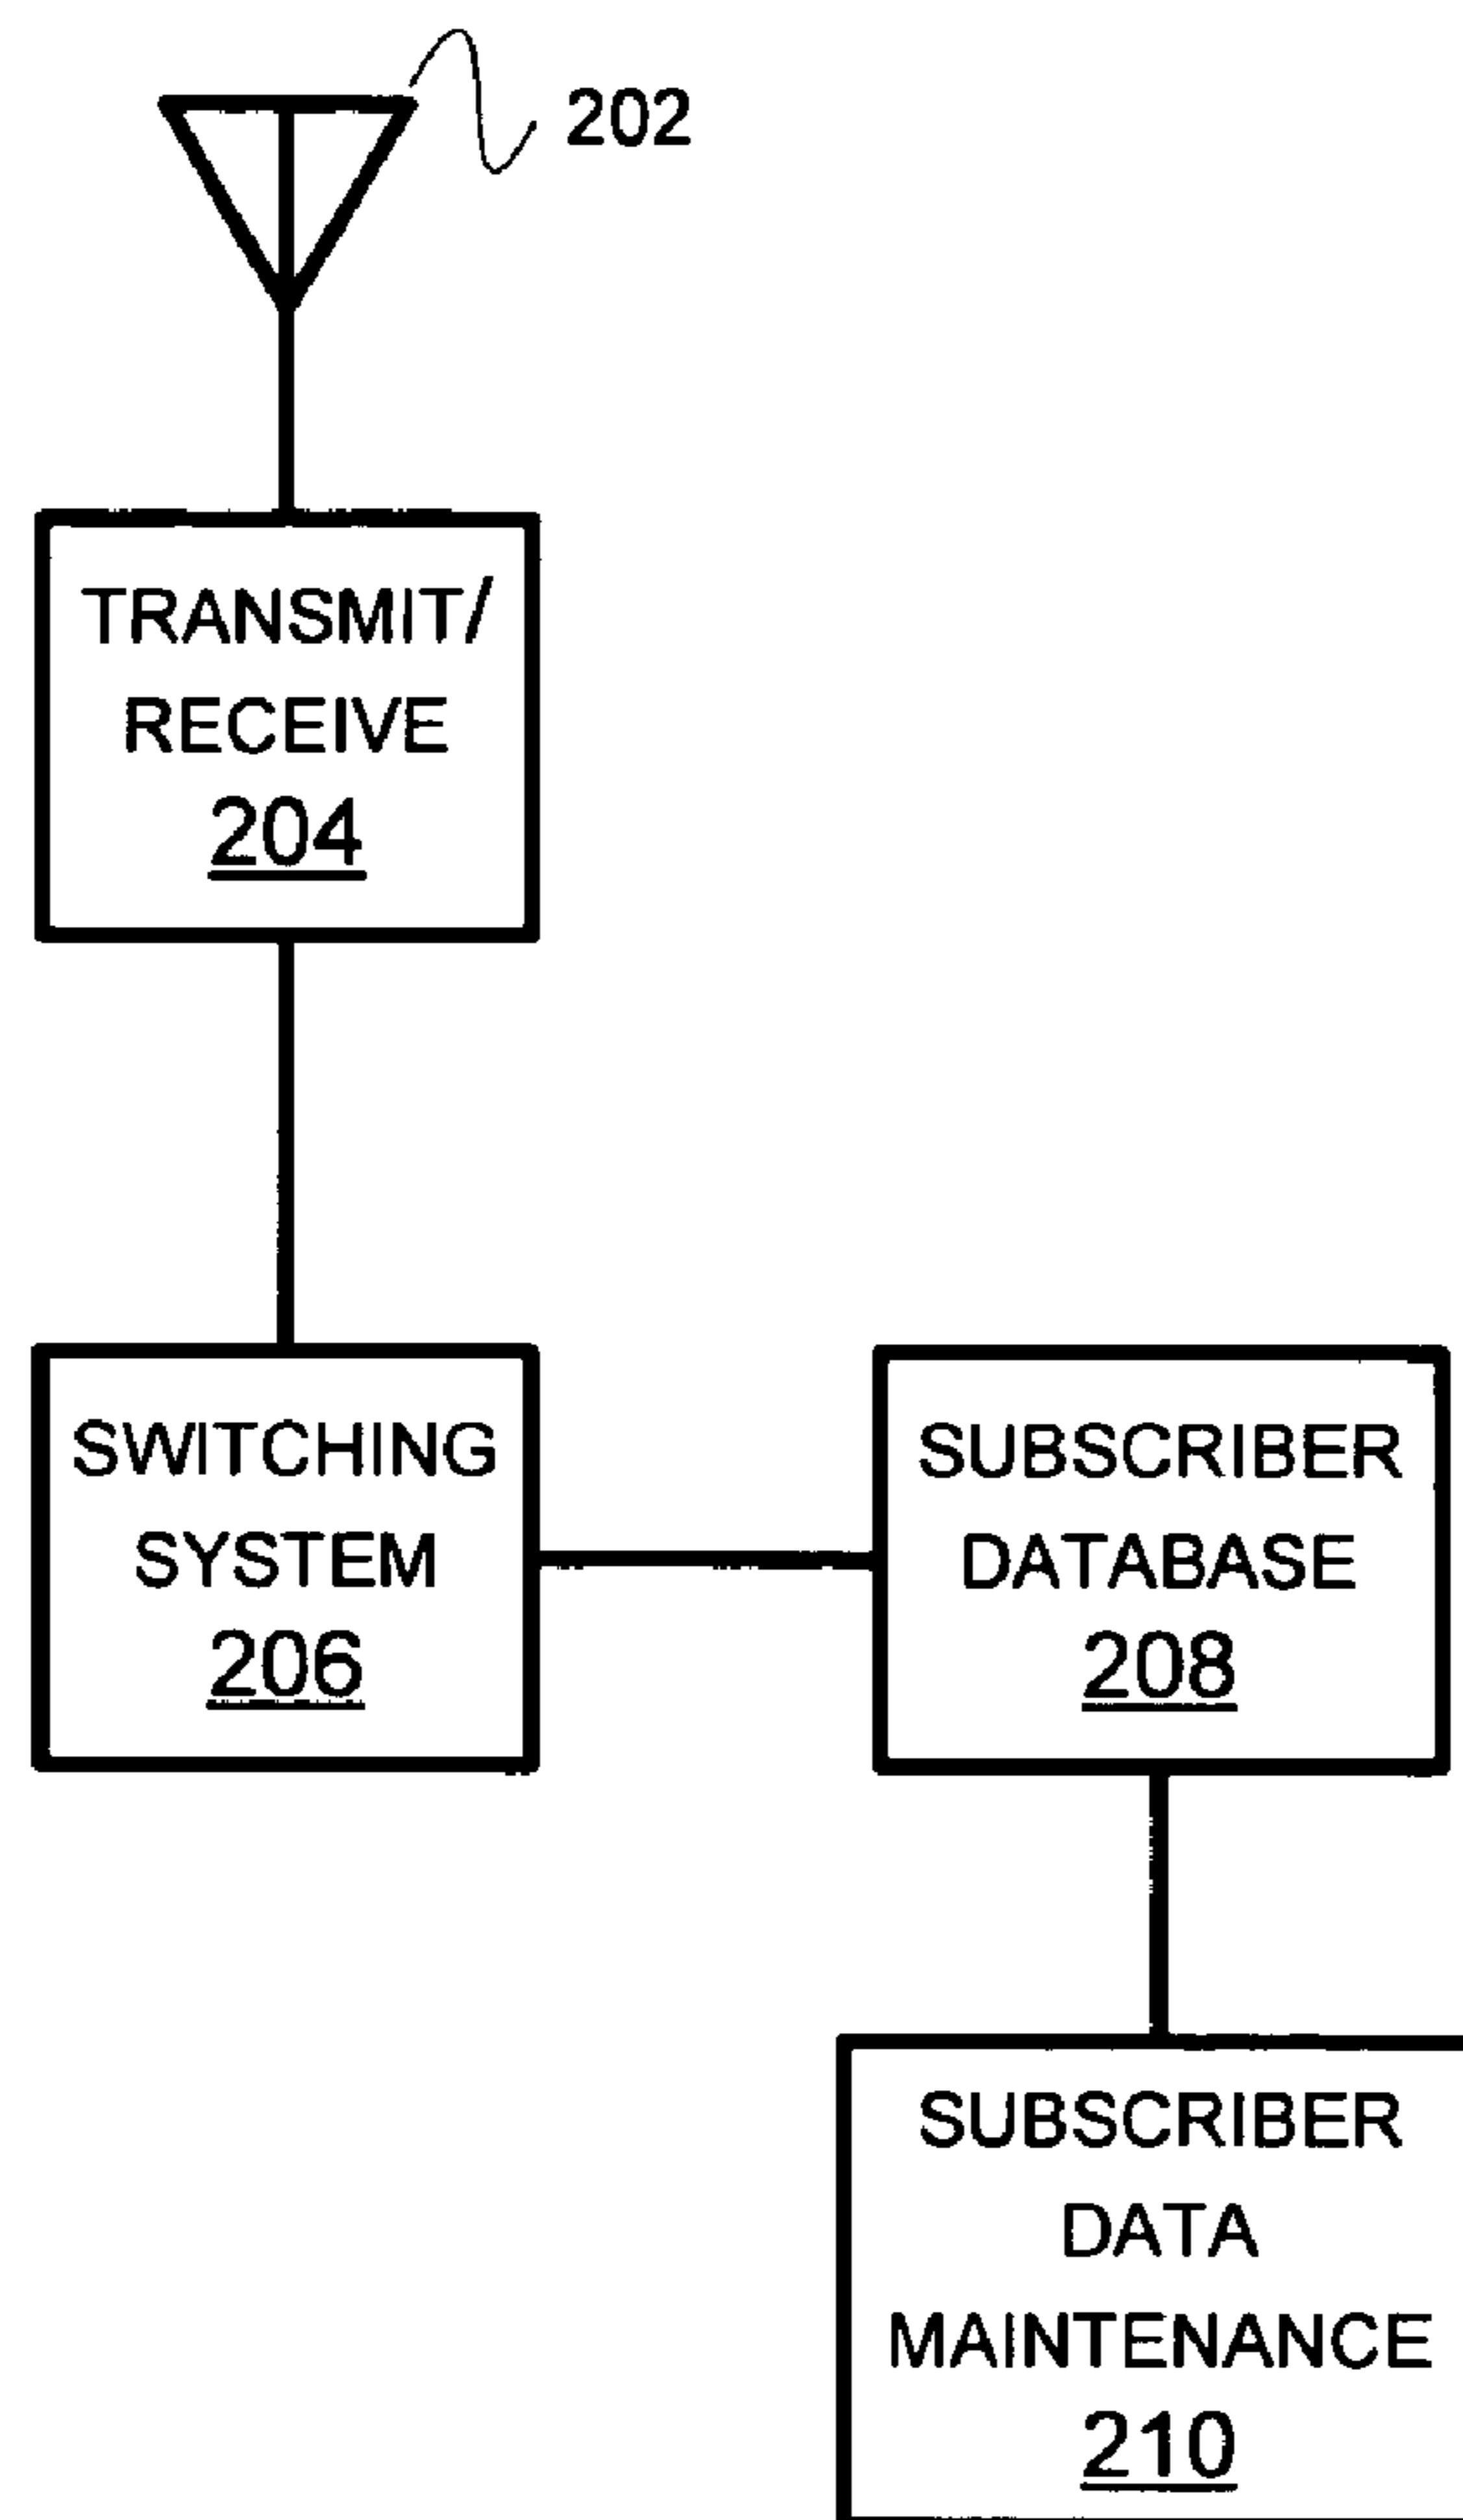 202
TRANSMIT/
RECEIVE
204
SWITCHING
SYSTEM
206
SUBSCRIBER
DATABASE
208
SUBSCRIBER
DATA
MAINTENANCE
210